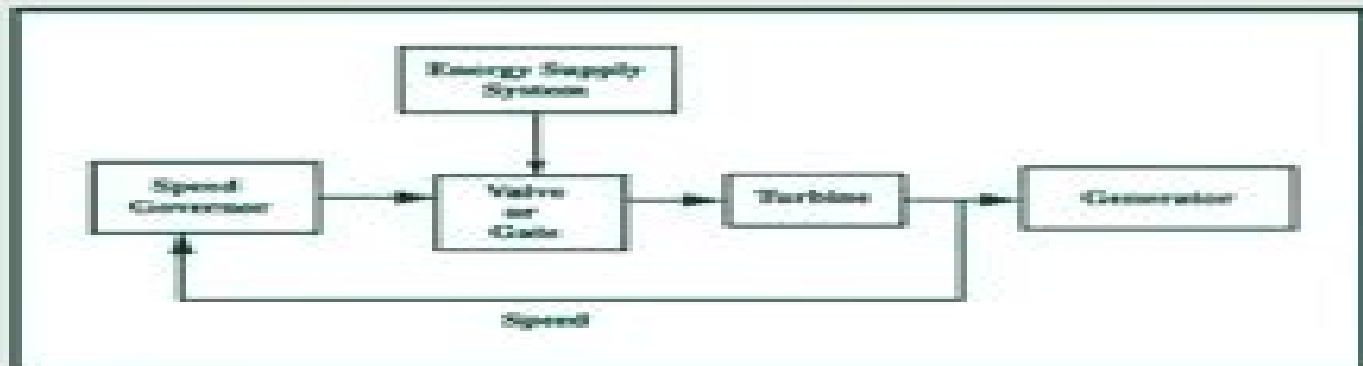 Energy Supply
System
Speed
Governor
Valve
or
Gate
Turbine
Generator
Speed